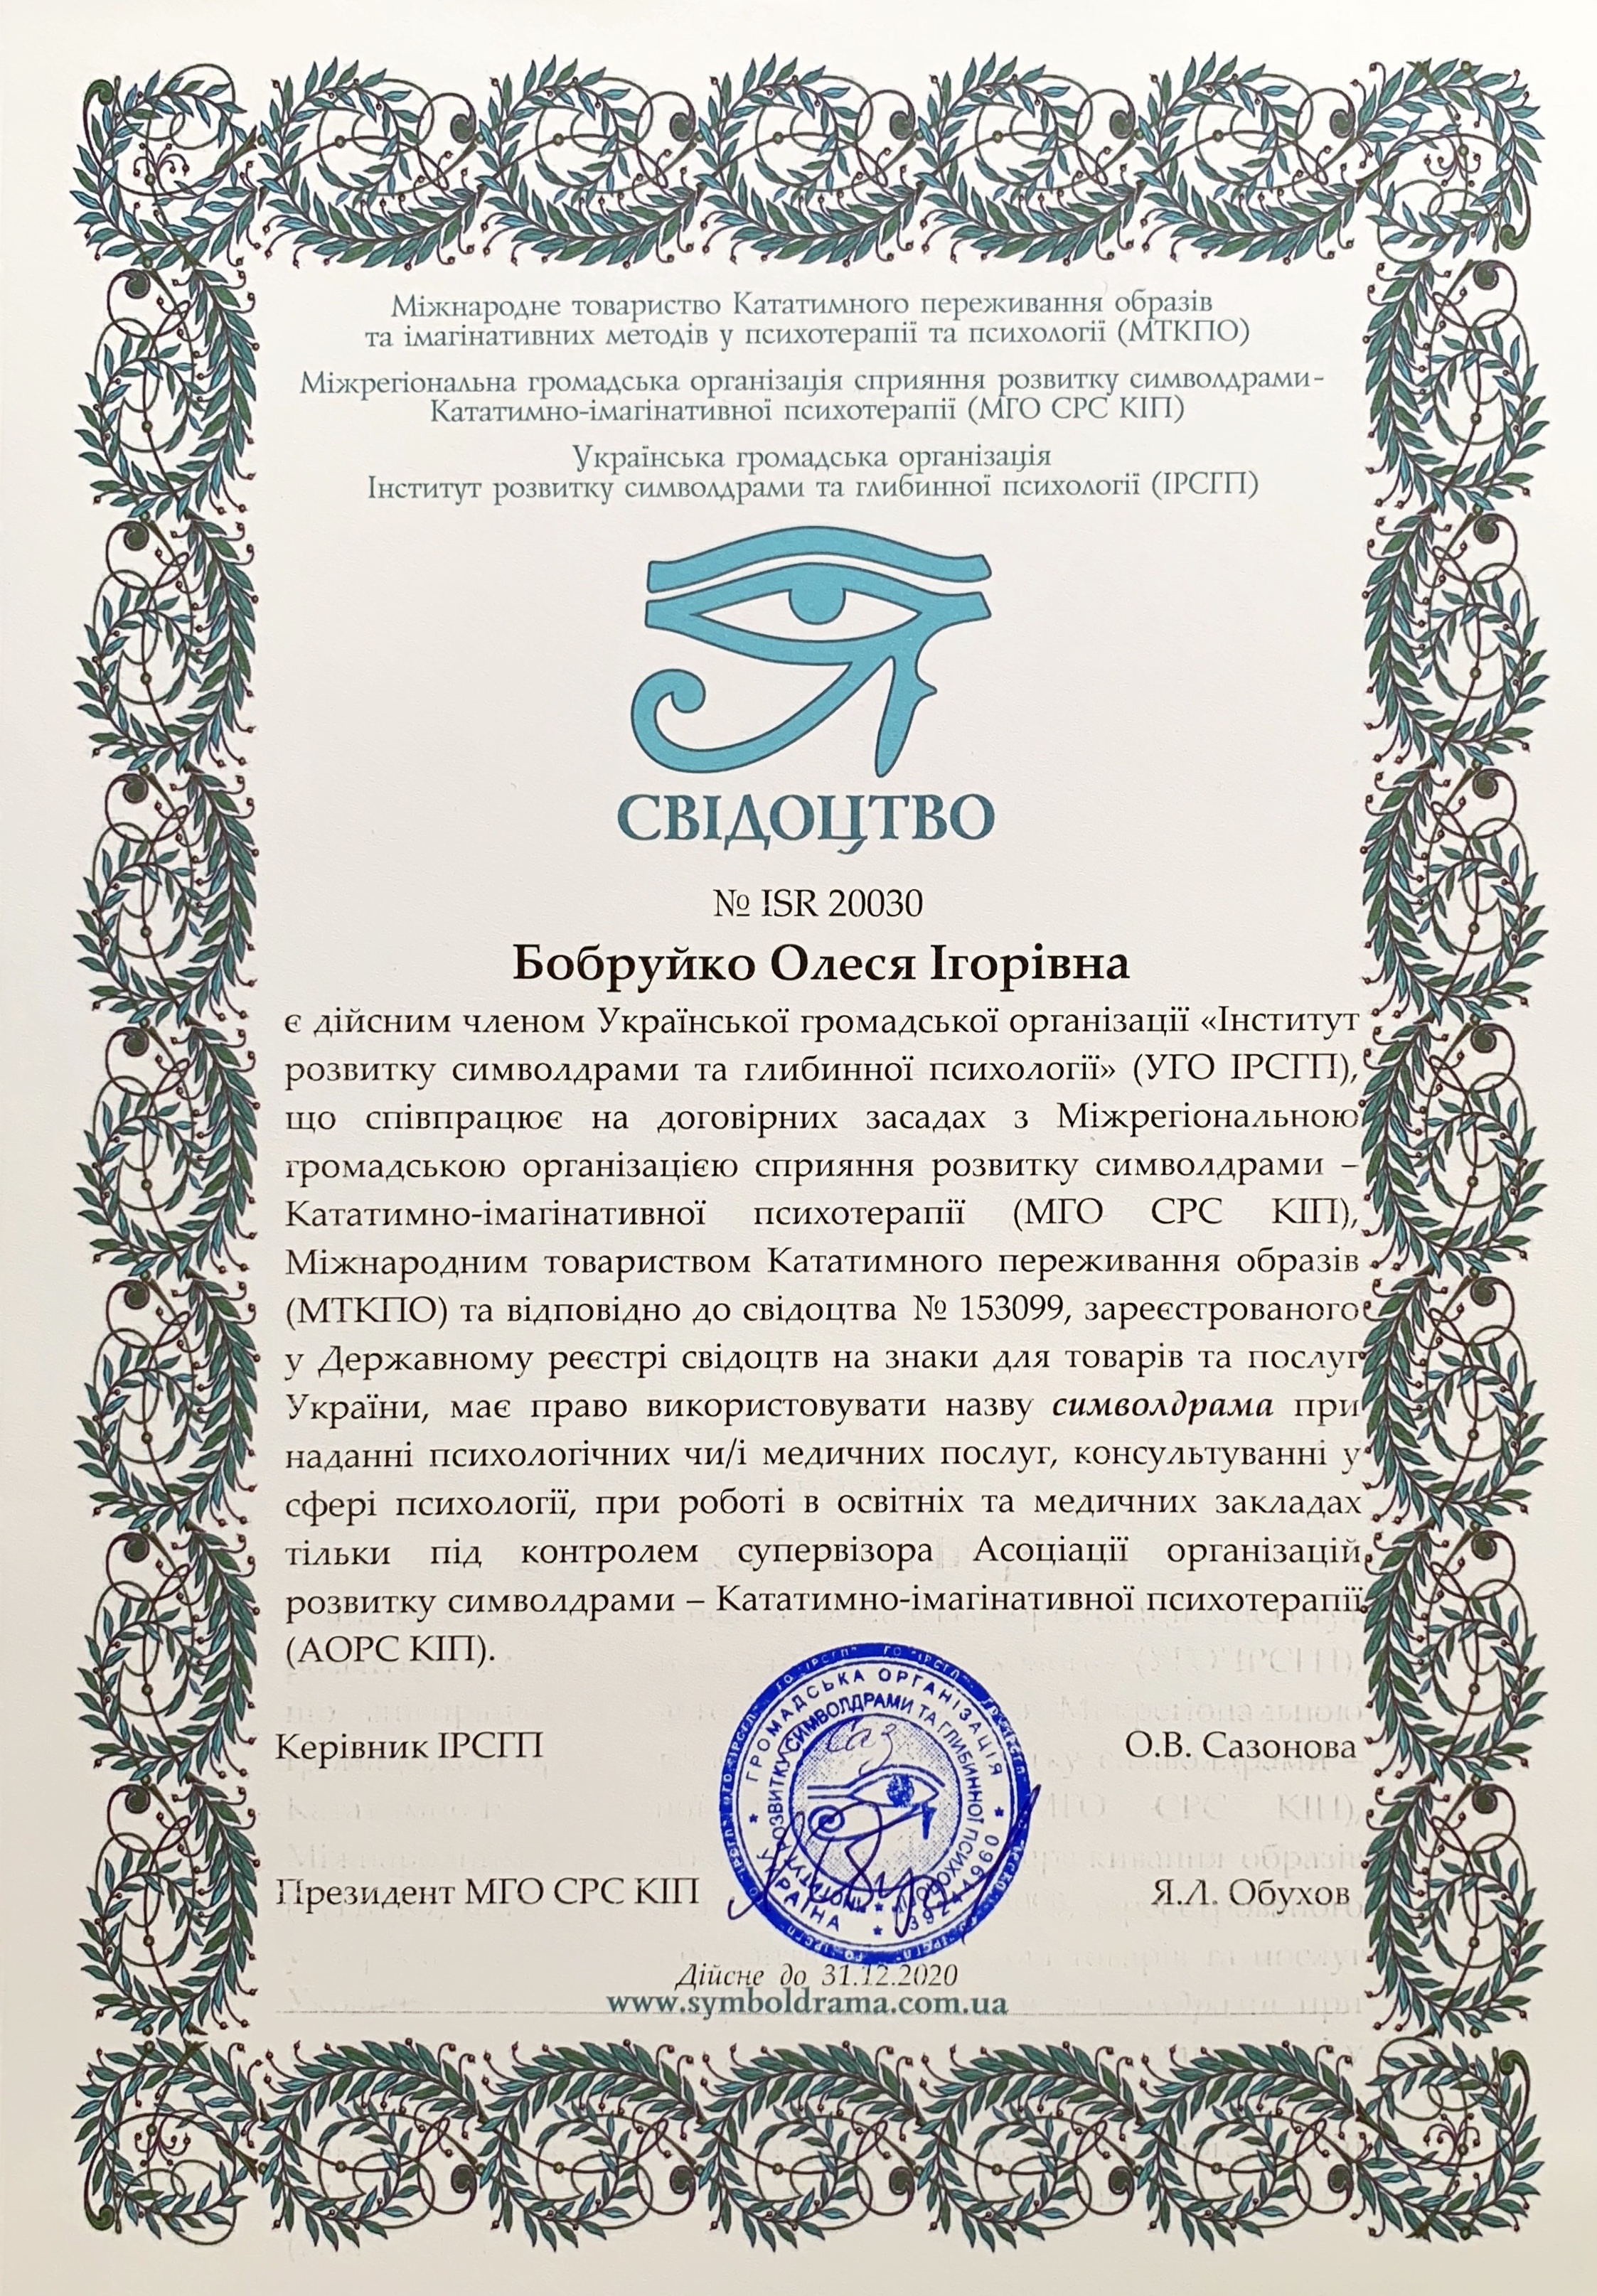 Міжнародне товариство Кататимного переживання образів
та імагінативних методів у психотерапії та психології (МТКПО)
Міжрегіональна громадська організація сприяння розвитку символдрами-
Кататимно-імагінативної психотерапії (МГО СРС КІП)
Українська громадська організація
Інститут розвитку символдрами та глибинної психології (ІРСГП)
СВІДОЦТВО
№ ISR 20030
Бобруйко Олеся Ігорівна
є дійсним членом Української громадської організації «Інститут
розвитку символдрами та глибинної психології» (УГО ІРСГП),
що співпрацює на договірних засадах з Міжрегіональною
громадською організацією сприяння розвитку символдрами –
Кататимно-імагінативної психотерапії (МГО СРС КІП),
Міжнародним товариством Кататимного переживання образів
(МТКПО) та відповідно до свідоцтва № 153099, зареєстрованого
у Державному реєстрі свідоцтв на знаки для товарів та послуг
України, має право використовувати назву символдрама при
наданні психологічних чи/і медичних послуг, консультуванні у
сфері психології, при роботі в освітніх та медичних закладах
тільки під контролем супервізора Асоціації організацій
розвитку символдрами – Кататимно-імагінативної психотерапії
(АОРС КІП).
ГРОМАДСЬКА ОРГАНІЗАЦІЯ
РОЗВИТКУ СИМВОЛДРАМИ ТА ГЛИБИННОЇ ПСИХОЛОГІЇ
УКРАЇНА
Керівник ІРСГП О.В. Сазонова
Президент МГО СРС КІП Я.Л. Обухов
Дійсне до 31.12.2020
www.symboldrama.com.ua